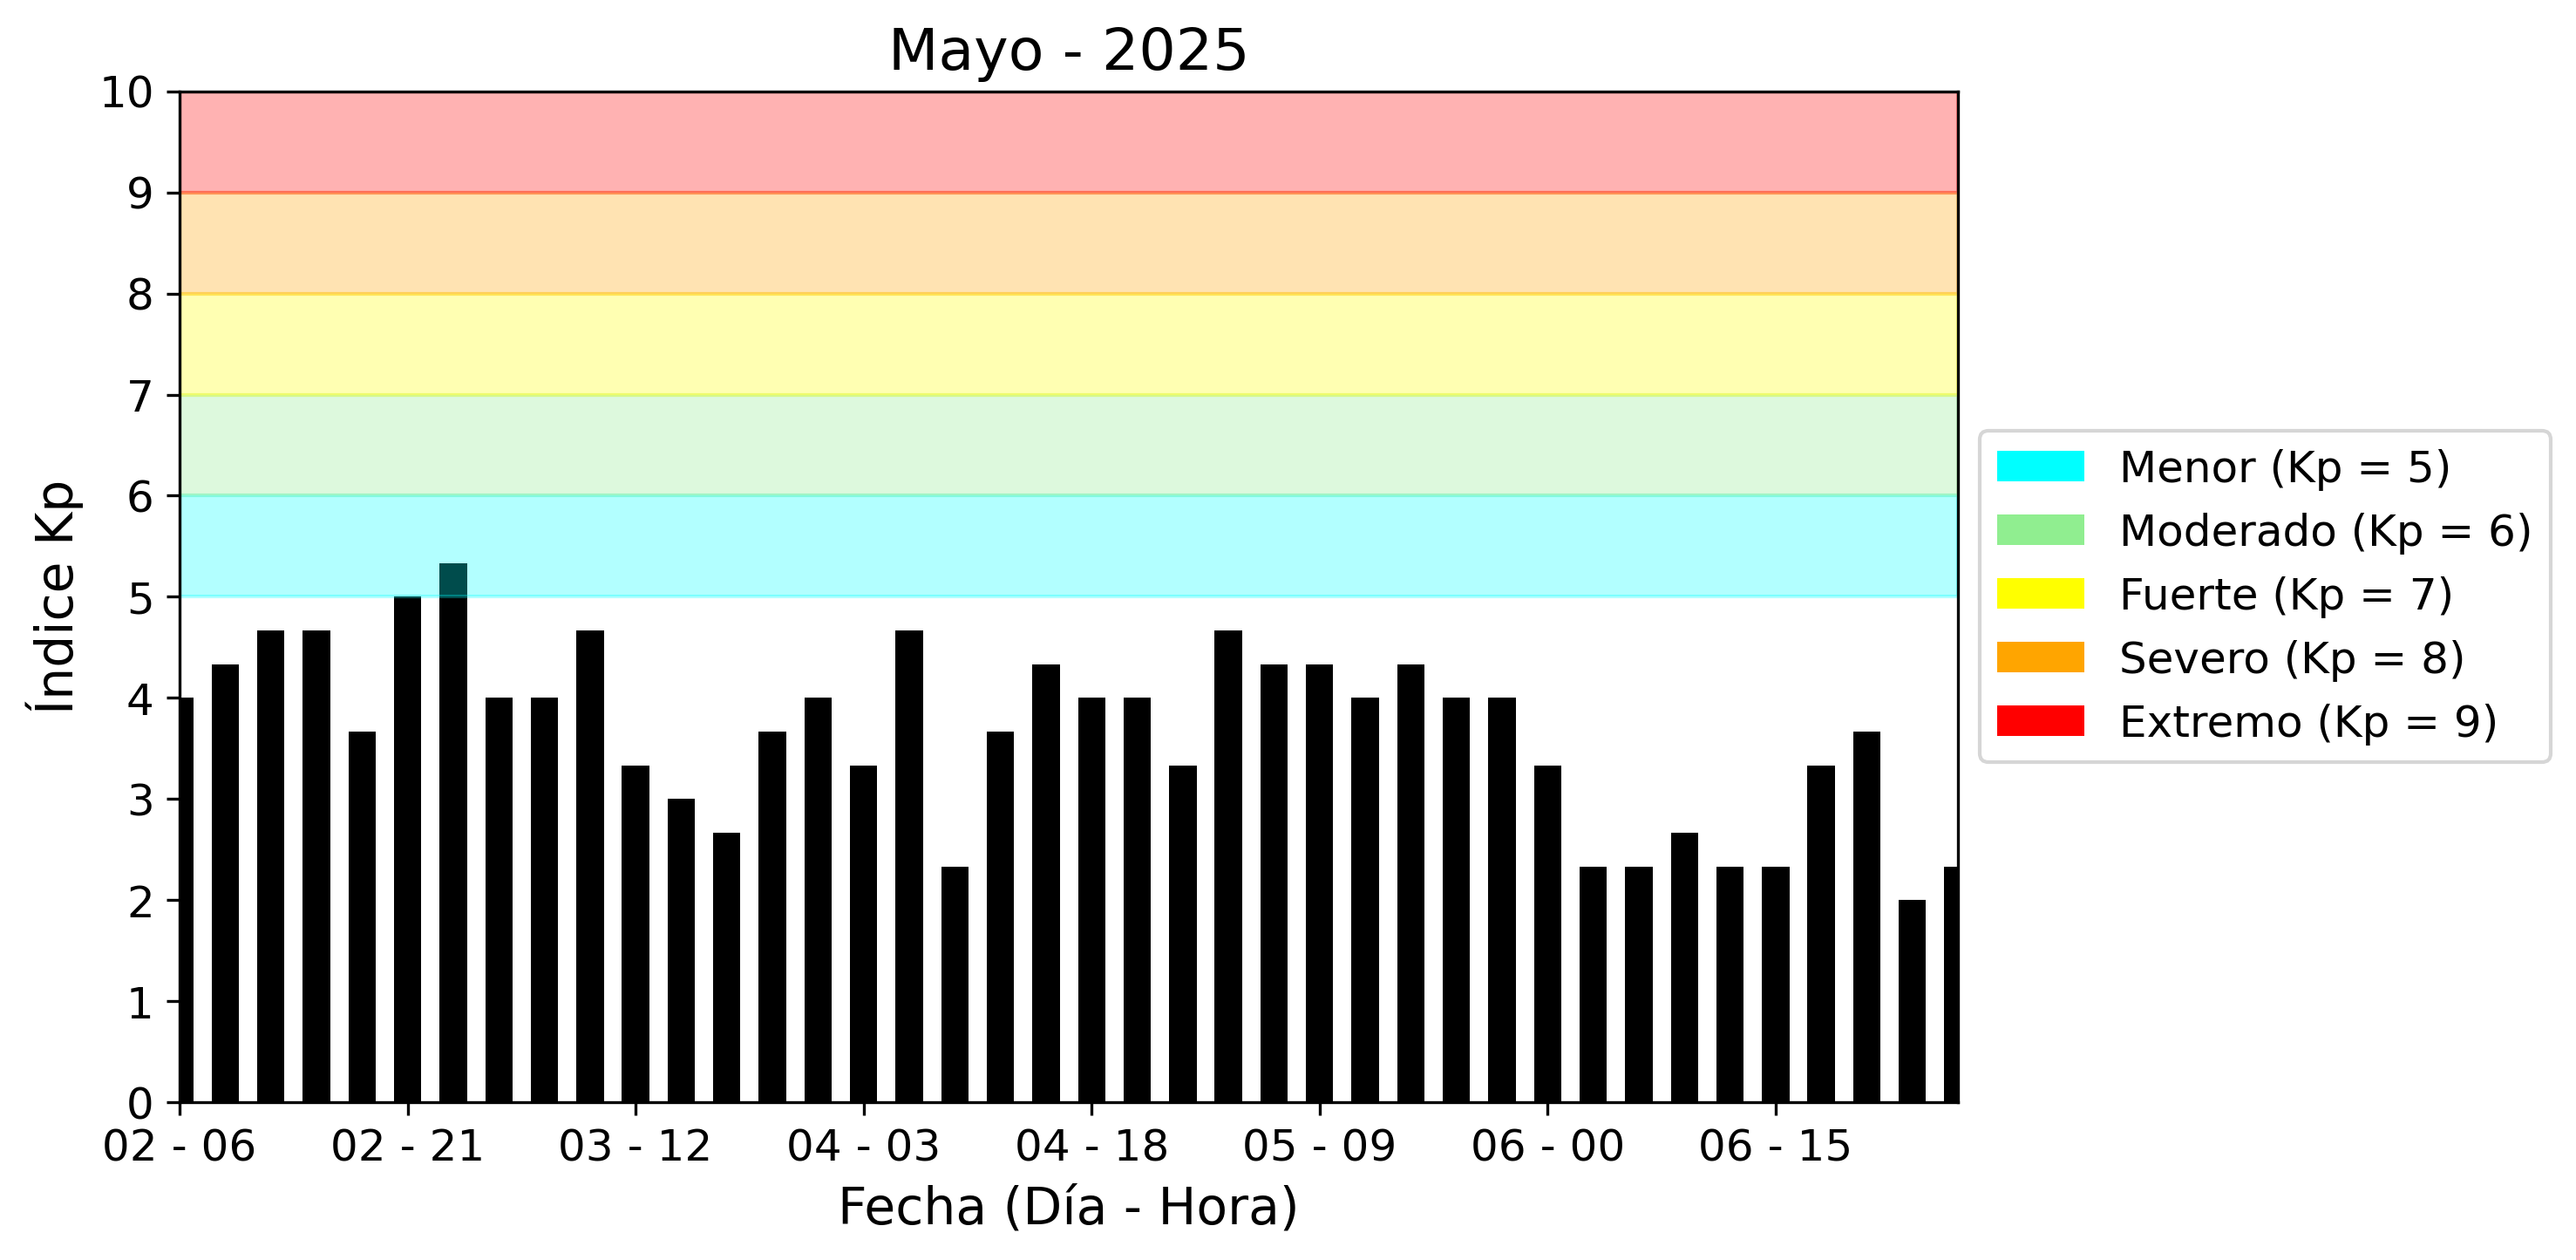 Mayo - 2025
10
9
8
7
6
5
4
3
2
1
0
Índice Kp
02 - 06
02 - 21
03 - 12
04 - 03
04 - 18
05 - 09
06 - 00
06 - 15
Fecha (Día - Hora)
Menor (Kp = 5)
Moderado (Kp = 6)
Fuerte (Kp = 7)
Severo (Kp = 8)
Extremo (Kp = 9)